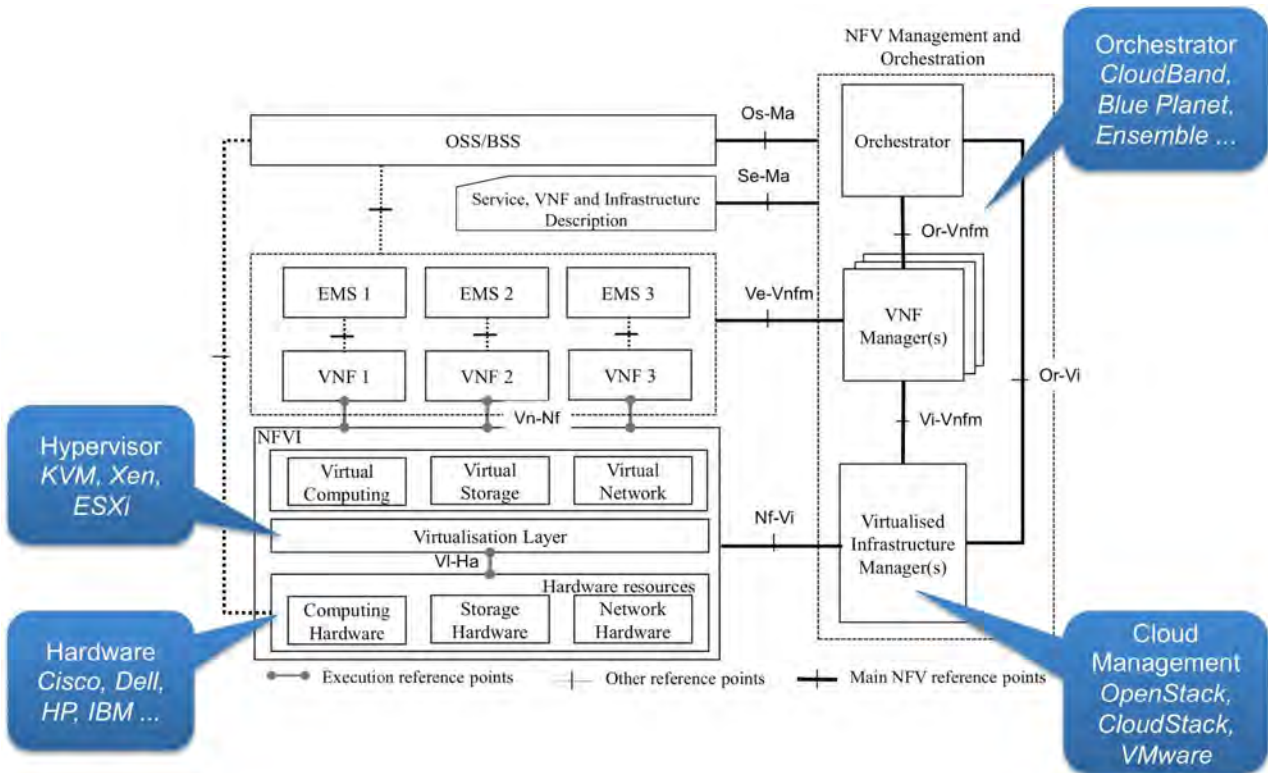 NFV Management and
Orchestration
Orchestrator
CloudBand,
Blue Planet,
Ensemble ...
Os-Ma
OSS/BSS
Orchestrator
Se-Ma
Service, VNF and Infrastructure
Description
Or-Vnfm
EMS 1
EMS 2
EMS 3
Ve-Vnfm
VNF
Manager(s)
VNF 1
VNF 2
VNF 3
Or-Vi
Vn-Nf
Vi-Vnfm
NFVI
Hypervisor
KVM, Xen,
ESXi
Virtual
Computing
Virtual
Storage
Virtual
Network
Nf-Vi
Virtualised
Infrastructure
Manager(s)
Virtualisation Layer
Vl-Ha
Hardware resources
Computing
Hardware
Storage
Hardware
Network
Hardware
Hardware
Cisco, Dell,
HP, IBM ...
Cloud
Management
OpenStack,
CloudStack,
VMware
Execution reference points
Other reference points
Main NFV reference points